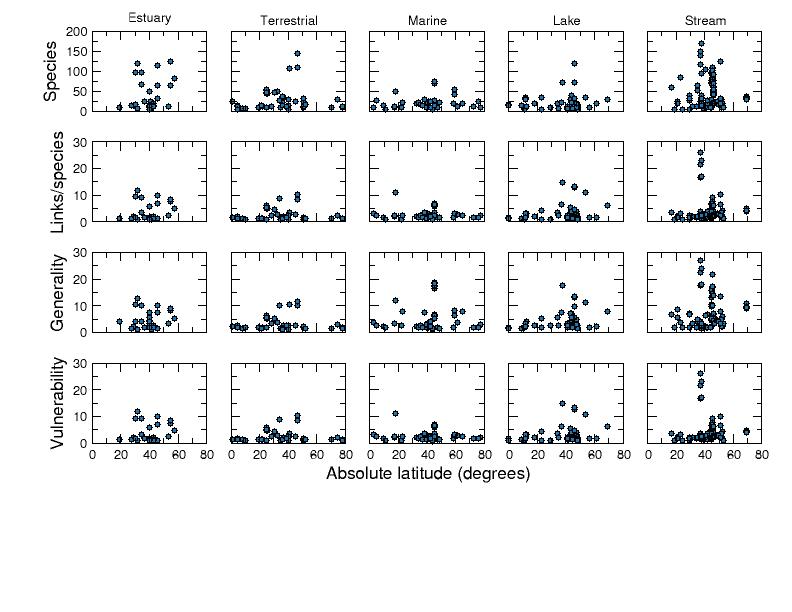 Estuary Terrestrial Marine Lake Stream
Species
200
150
100
50
0
Links/species
30
20
10
0
Generality
30
20
10
0
Vulnerability
30
20
10
0
0 20 40 60 80 0 20 40 60 80 0 20 40 60 80 0 20 40 60 80 0 20 40 60 80
Absolute latitude (degrees)